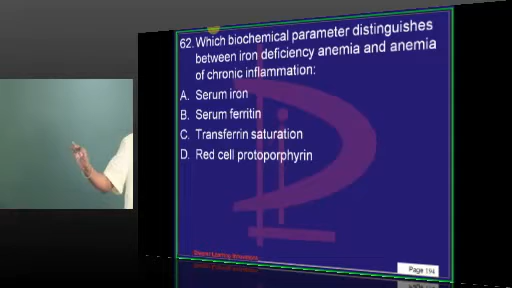 62. Which biochemical parameter distinguishes
between iron deficiency anemia and anemia
of chronic inflammation:
A. Serum iron
B. Serum ferritin
C. Transferrin saturation
D. Red cell protoporphyrin
Page 194